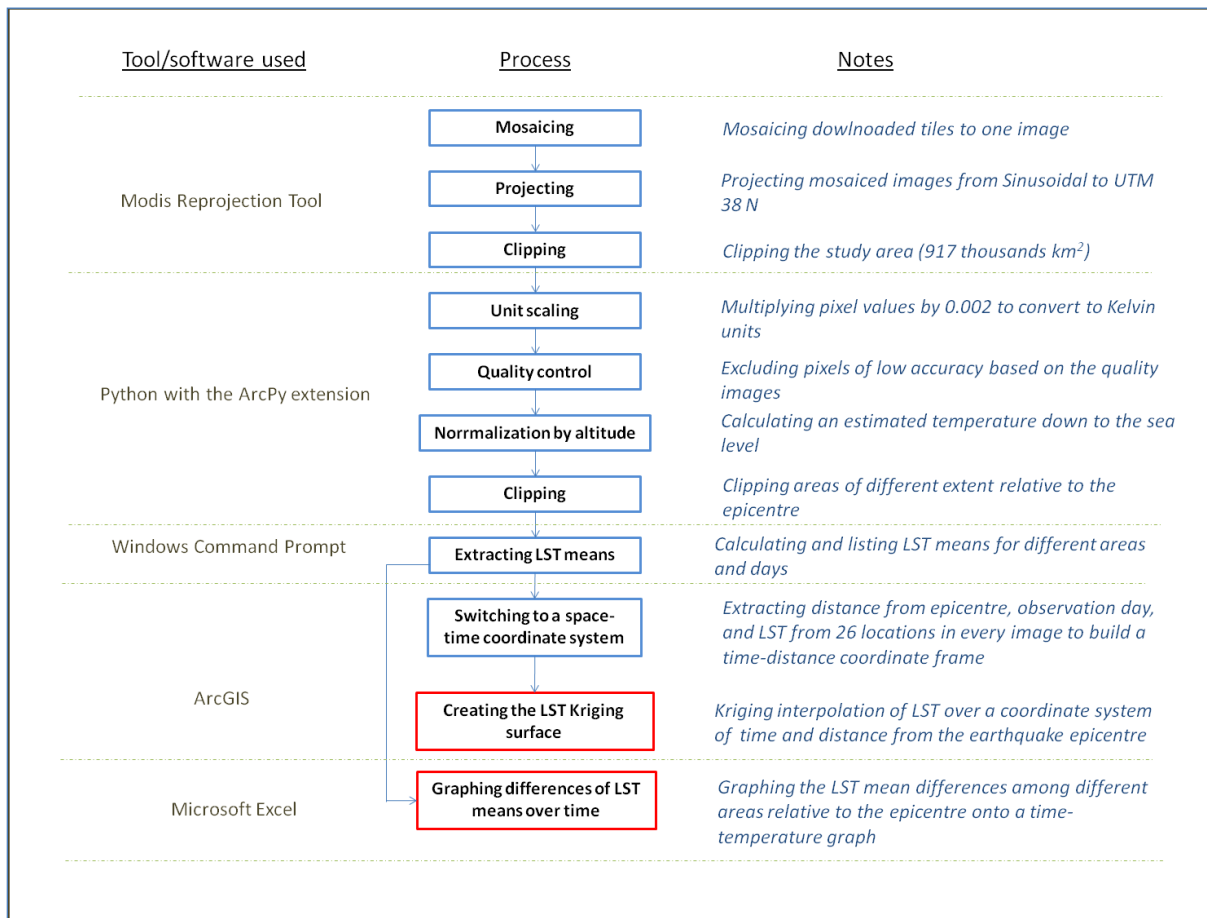 Tool/software used
Process
Notes
Mosaicing
Mosaicing dowlnoaded tiles to one image
Modis Reprojection Tool
Projecting
Projecting mosaiced images from Sinusoidal to UTM
38 N
Clipping
Clipping the study area (917 thousands km²)
Python with the ArcPy extension
Unit scaling
Multiplying pixel values by 0.002 to convert to Kelvin
units
Quality control
Excluding pixels of low accuracy based on the quality
images
Norrmalization by altitude
Calculating an estimated temperature down to the sea
level
Clipping
Clipping areas of different extent relative to the
epicentre
Windows Command Prompt
Extracting LST means
Calculating and listing LST means for different areas
and days
ArcGIS
Switching to a space-
time coordinate system
Extracting distance from epicentre, observation day,
and LST from 26 locations in every image to build a
time-distance coordinate frame
Creating the LST Kriging
surface
Kriging interpolation of LST over a coordinate system
of time and distance from the earthquake epicentre
Microsoft Excel
Graphing differences of LST
means over time
Graphing the LST mean differences among different
areas relative to the epicentre onto a time-
temperature graph